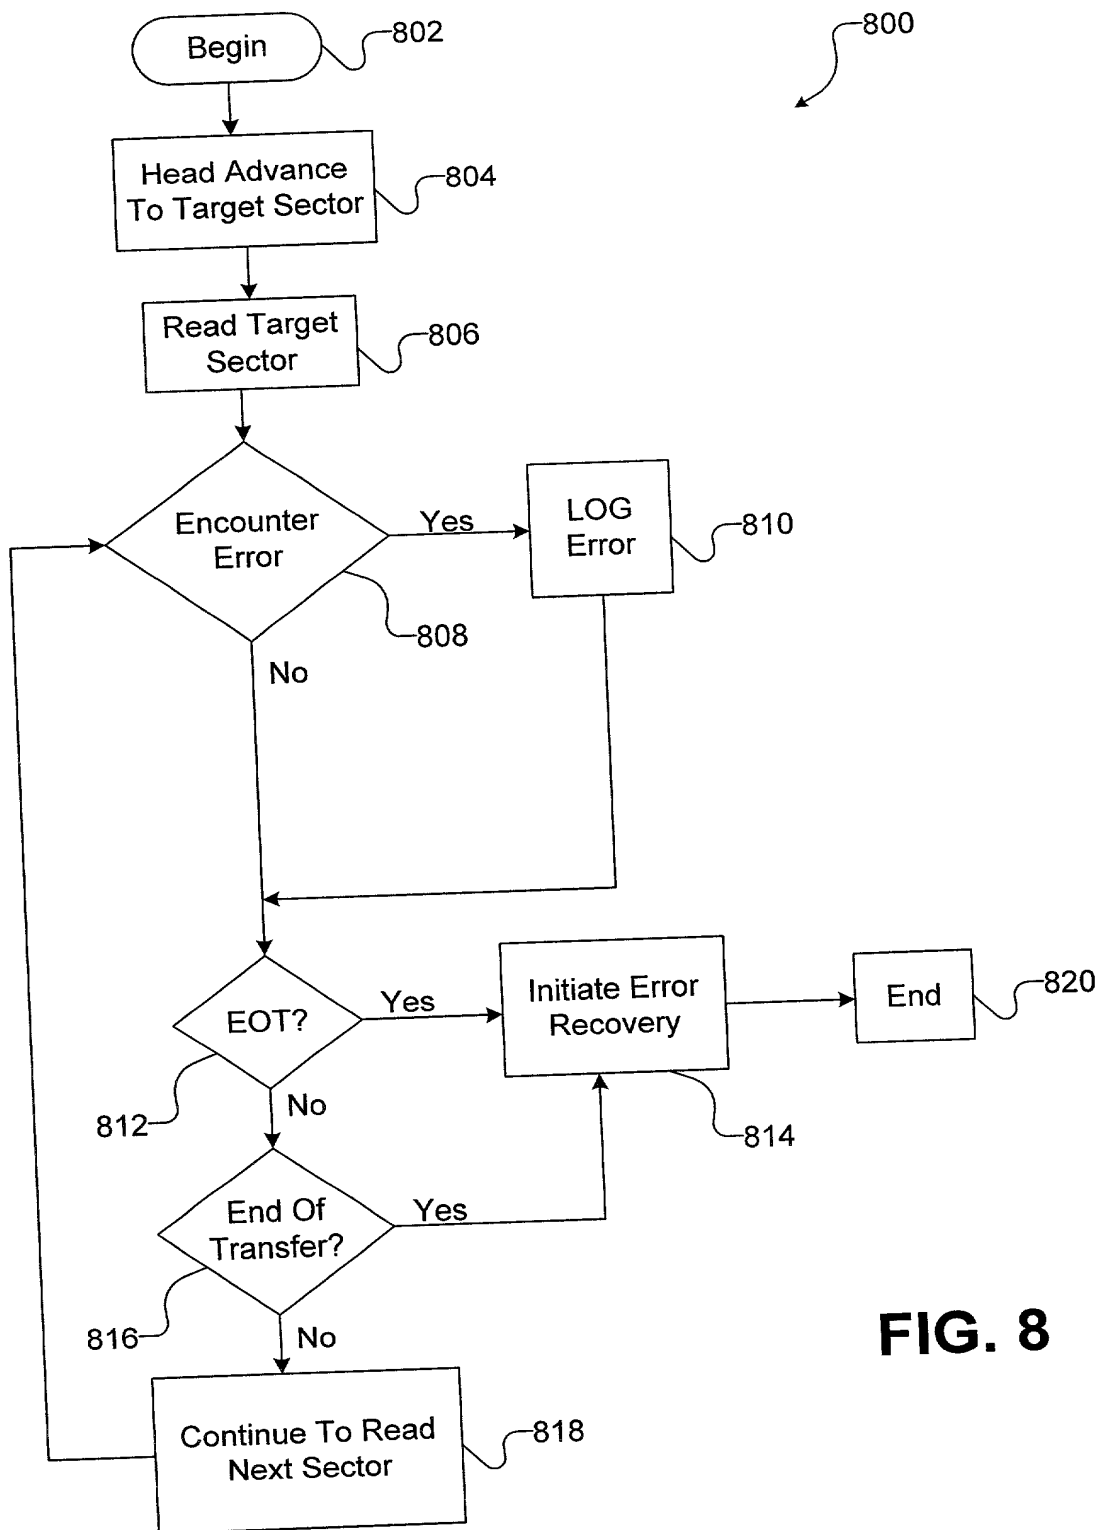 Begin
802
800
Head Advance
To Target Sector
804
Read Target
Sector
806
Encounter
Error
Yes
LOG
Error
810
808
No
EOT?
Yes
Initiate Error
Recovery
End
820
812
No
814
End Of
Transfer?
Yes
816
No
FIG. 8
Continue To Read
Next Sector
818